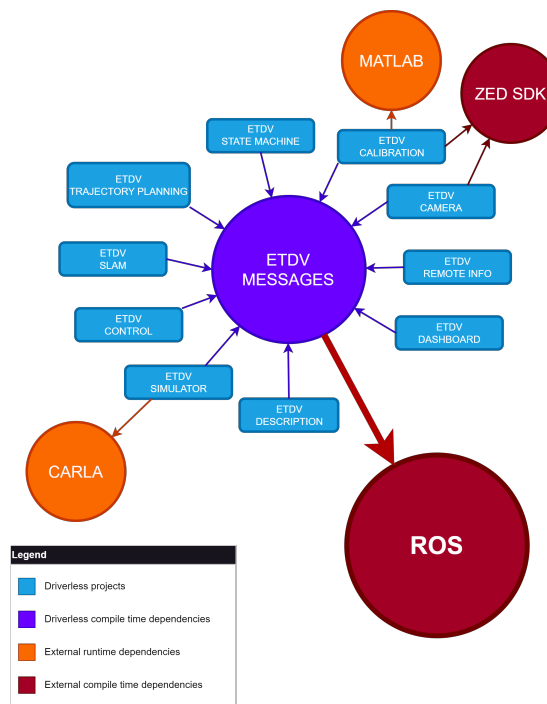 MATLAB
ZED SDK
ETDV
STATE MACHINE
ETDV
CALIBRATION
ETDV
TRAJECTORY PLANNING
ETDV
CAMERA
ETDV
SLAM
ETDV
MESSAGES
ETDV
REMOTE INFO
ETDV
CONTROL
ETDV
DASHBOARD
ETDV
SIMULATOR
ETDV
DESCRIPTION
CARLA
ROS
Legend
Driverless projects
Driverless compile time dependencies
External runtime dependencies
External compile time dependencies